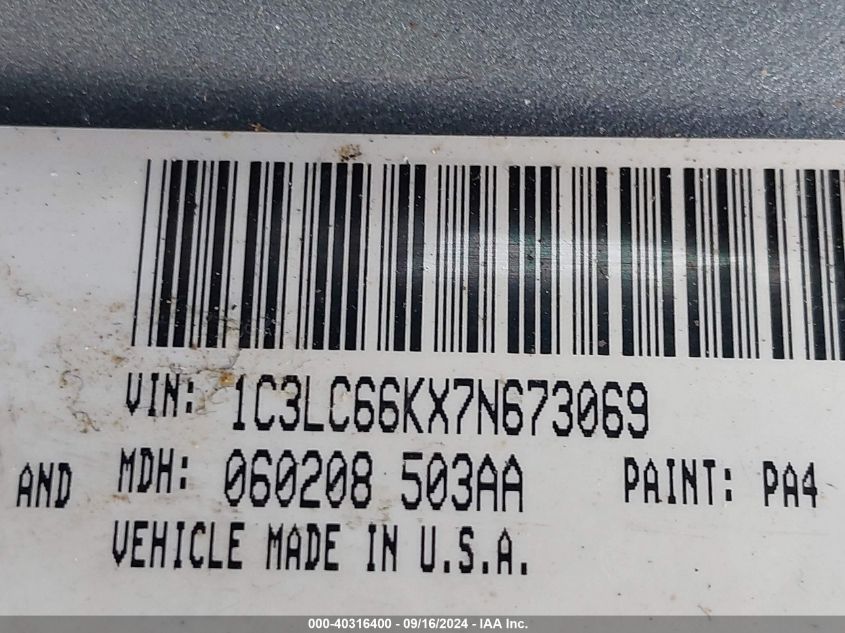 VIN: 1C3LC66KX7N673069
AND MDH: 060208 503AA PAINT: PA4
VEHICLE MADE IN U.S.A.
000-40316400 - 09/16/2024 - IAA Inc.